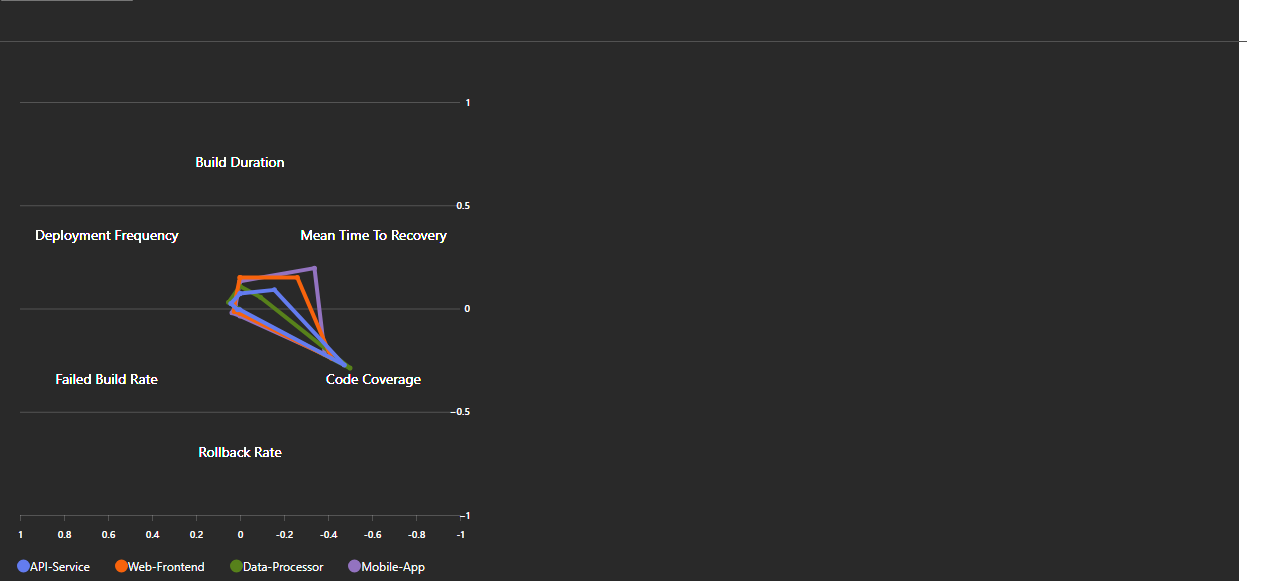 1
Build Duration
0.5
Deployment Frequency
Mean Time To Recovery
0
Failed Build Rate
Code Coverage
−0.5
Rollback Rate
−1
1 0.8 0.6 0.4 0.2 0 -0.2 -0.4 -0.6 -0.8 -1
API-Service Web-Frontend Data-Processor Mobile-App